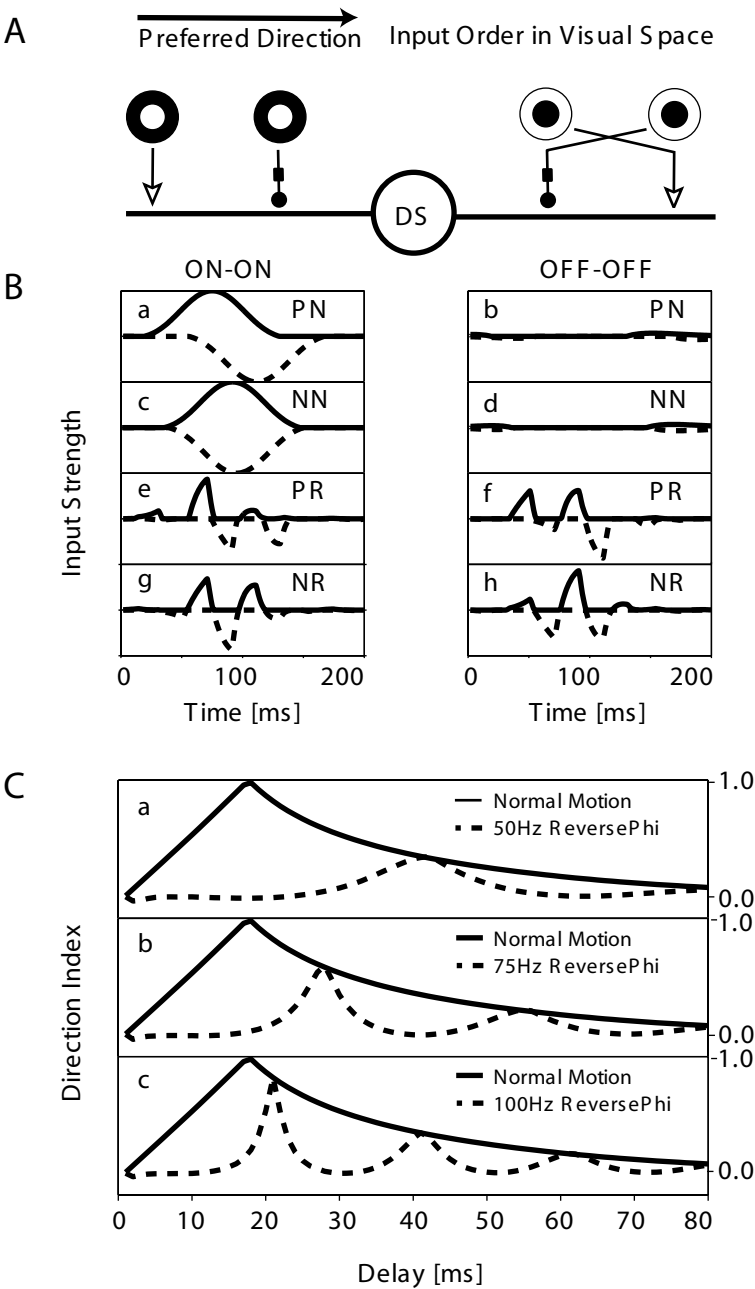 A
Preferred Direction
Input Order in Visual Space
DS
B
ON-ON
OFF-OFF
a
PN
b
PN
c
NN
d
NN
e
PR
f
PR
g
NR
h
NR
Input Strength
0
100
200
0
100
200
Time [ms]
Time [ms]
C
a
Normal Motion
50Hz ReversePhi
1.0
0.0
b
Normal Motion
75Hz ReversePhi
1.0
0.0
c
Normal Motion
100Hz ReversePhi
1.0
0.0
Direction Index
0
10
20
30
40
50
60
70
80
Delay [ms]